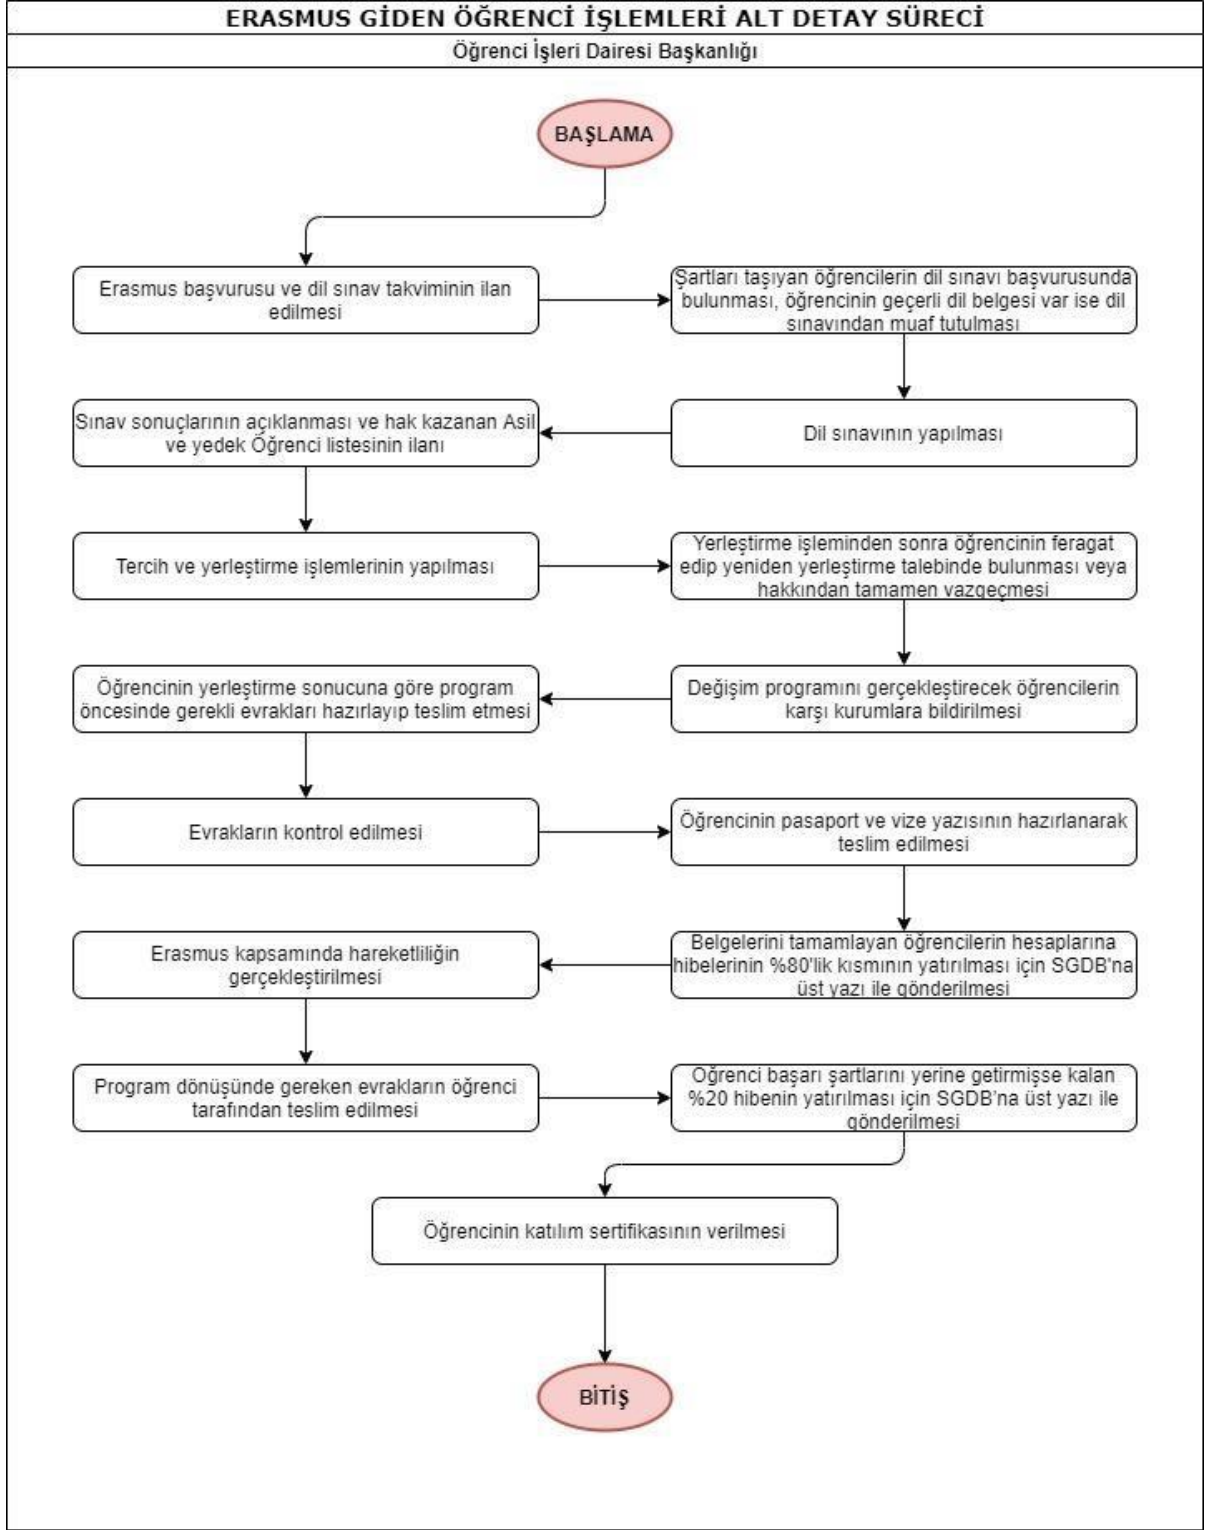 ERASMUS GİDEN ÖĞRENCİ İŞLEMLERİ ALT DETAY SÜRECİ
Öğrenci İşleri Dairesi Başkanlığı
BAŞLAMA
Erasmus başvurusu ve dil sınav takviminin ilan
edilmesi
Şartları taşıyan öğrencilerin dil sınavı başvurusunda
bulunması, öğrencinin geçerli dil belgesi var ise dil
sınavından muaf tutulması
Dil sınavının yapılması
Sınav sonuçlarının açıklanması ve hak kazanan Asil
ve yedek Öğrenci listesinin ilanı
Tercih ve yerleştirme işlemlerinin yapılması
Yerleştirme işleminden sonra öğrencinin feragat
edip yeniden yerleştirme talebinde bulunması veya
hakkından tamamen vazgeçmesi
Değişim programını gerçekleştirecek öğrencilerin
karşı kurumlara bildirilmesi
Öğrencinin yerleştirme sonucuna göre program
öncesinde gerekli evrakları hazırlayıp teslim etmesi
Evrakların kontrol edilmesi
Öğrencinin pasaport ve vize yazısının hazırlanarak
teslim edilmesi
Belgelerini tamamlayan öğrencilerin hesaplarına
hibelerinin %80'lik kısmının yatırılması için SGDB'na
üst yazı ile gönderilmesi
Erasmus kapsamında hareketliliğin
gerçekleştirilmesi
Program dönüşünde gereken evrakların öğrenci
tarafından teslim edilmesi
Öğrenci başarı şartlarını yerine getirmişse kalan
%20 hibenin yatırılması için SGDB'na üst yazı ile
gönderilmesi
Öğrencinin katılım sertifikasının verilmesi
BİTİŞ